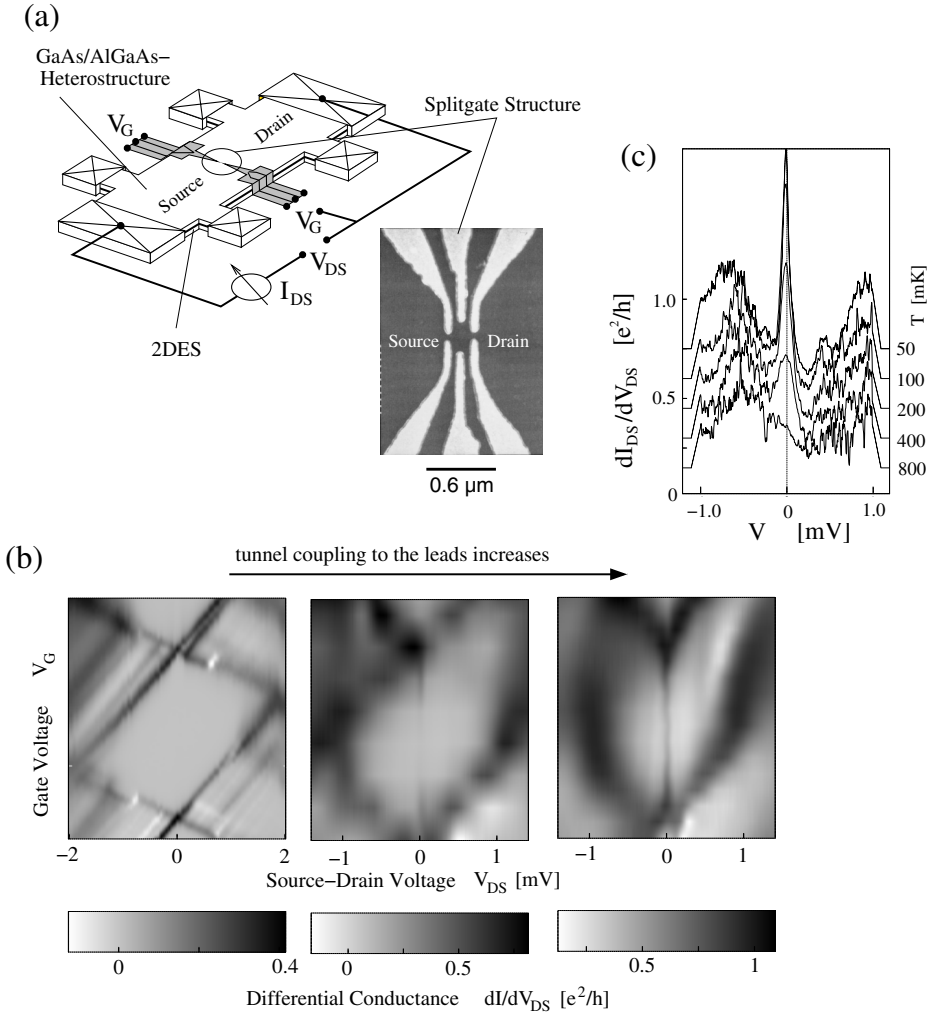 (a)
GaAs/AlGaAs−
Heterostructure
Splitgate Structure
V_G
Drain
Source
V_G
V_DS
I_DS
2DES
Source
Drain
0.6 µm
(c)
dI_DS/dV_DS [e²/h]
1.0
0.5
0
T [mK]
50
100
200
400
800
−1.0
0
1.0
V [mV]
(b)
tunnel coupling to the leads increases
Gate Voltage V_G
−2
0
2
−1
0
1
−1
0
1
Source−Drain Voltage V_DS [mV]
0
0.4
0
0.5
0.5
1
Differential Conductance dI/dV_DS [e²/h]